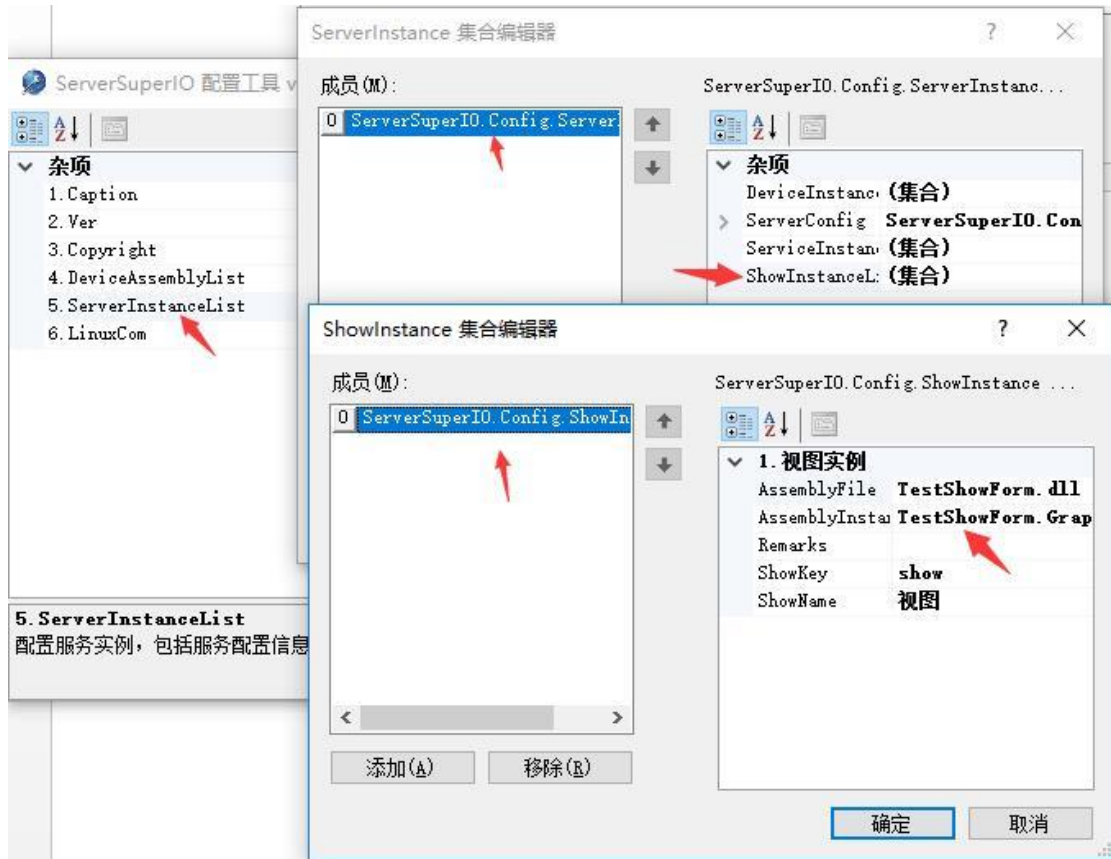 ServerInstance 集合编辑器
ServerSuperIO 配置工具 v
成员(M):
ServerSuperIO.Config.ServerInstanc...
0 ServerSuperIO.Config.Server
杂项
1.Caption
2.Ver
3.Copyright
4.DeviceAssemblyList
5.ServerInstanceList
6.LinuxCom
杂项
DeviceInstanc (集合)
ServerConfig ServerSuperIO.Con
ServiceInstan (集合)
ShowInstanceL: (集合)
5.ServerInstanceList
配置服务实例，包括服务配置信息
ShowInstance 集合编辑器
成员(M):
ServerSuperIO.Config.ShowInstance ...
0 ServerSuperIO.Config.ShowIn
1.视图实例
AssemblyFile TestShowForm.dll
AssemblyInsta TestShowForm.Grap
Remarks
ShowKey show
ShowName 视图
添加(A)
移除(R)
确定
取消